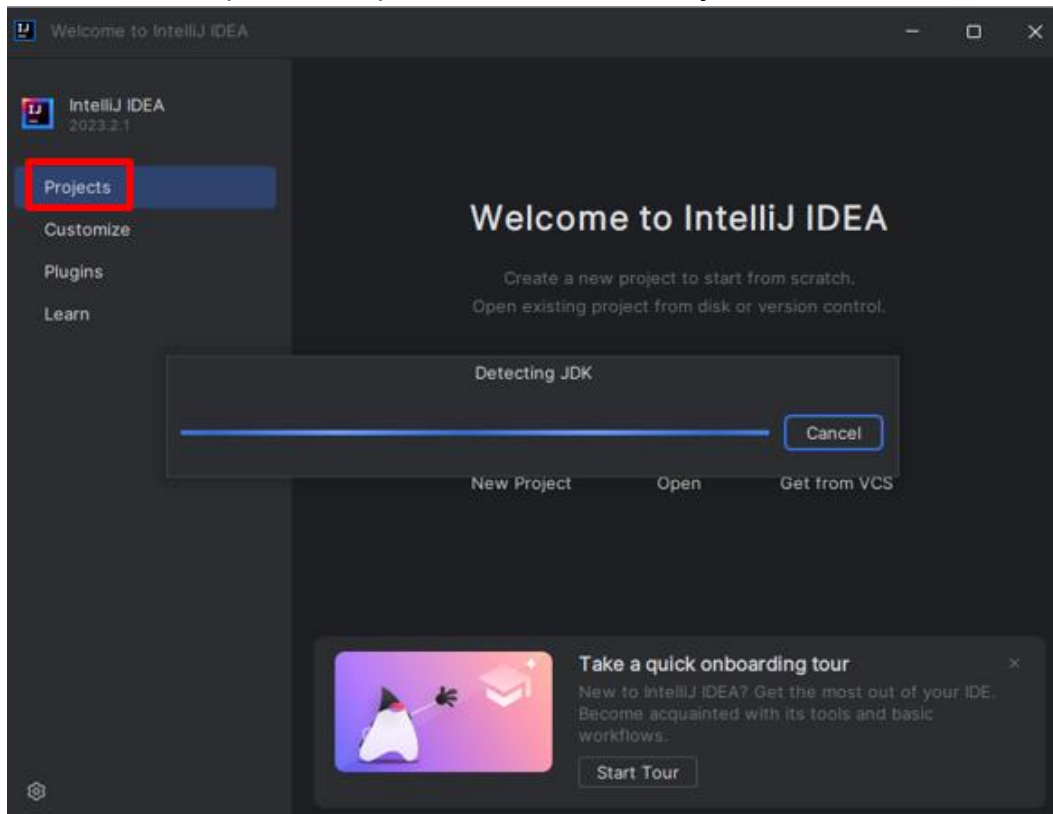 Welcome to IntelliJ IDEA
IntelliJ IDEA
2023.2.1
Projects
Customize
Plugins
Learn
Welcome to IntelliJ IDEA
Create a new project to start from scratch.
Open existing project from disk or version control.
Detecting JDK
Cancel
New Project Open Get from VCS
Take a quick onboarding tour
New to IntelliJ IDEA? Get the most out of your IDE.
Become acquainted with its tools and basic
workflows.
Start Tour